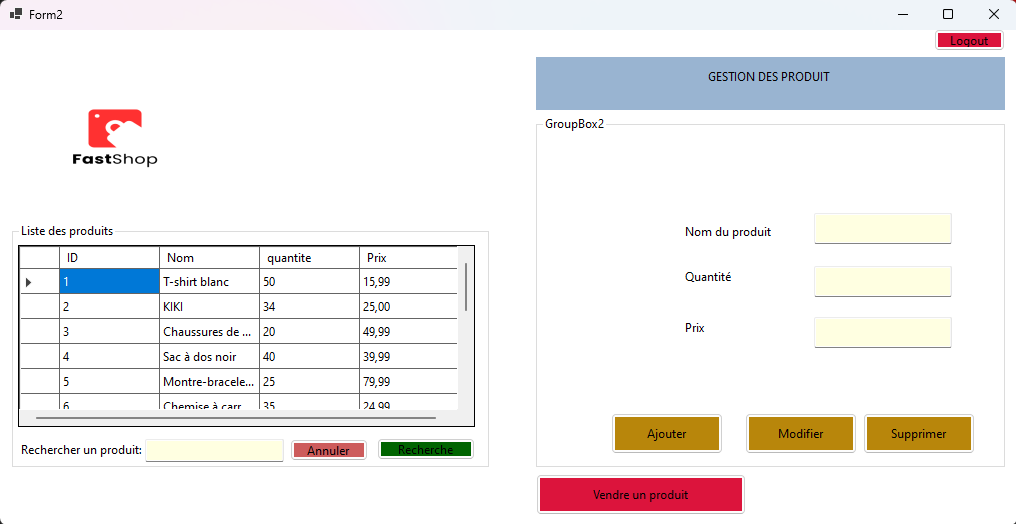 Form2
Logout
GESTION DES PRODUIT
FastShop
GroupBox2
Liste des produits
ID Nom quantite Prix
1 T-shirt blanc 50 15,99
2 KIKI 34 25,00
3 Chaussures de ... 20 49,99
4 Sac à dos noir 40 39,99
5 Montre-bracele... 25 79,99
6 Chemise à carr 35 24,99
Rechercher un produit: Annuler Recherche
Nom du produit
Quantité
Prix
Ajouter Modifier Supprimer
Vendre un produit